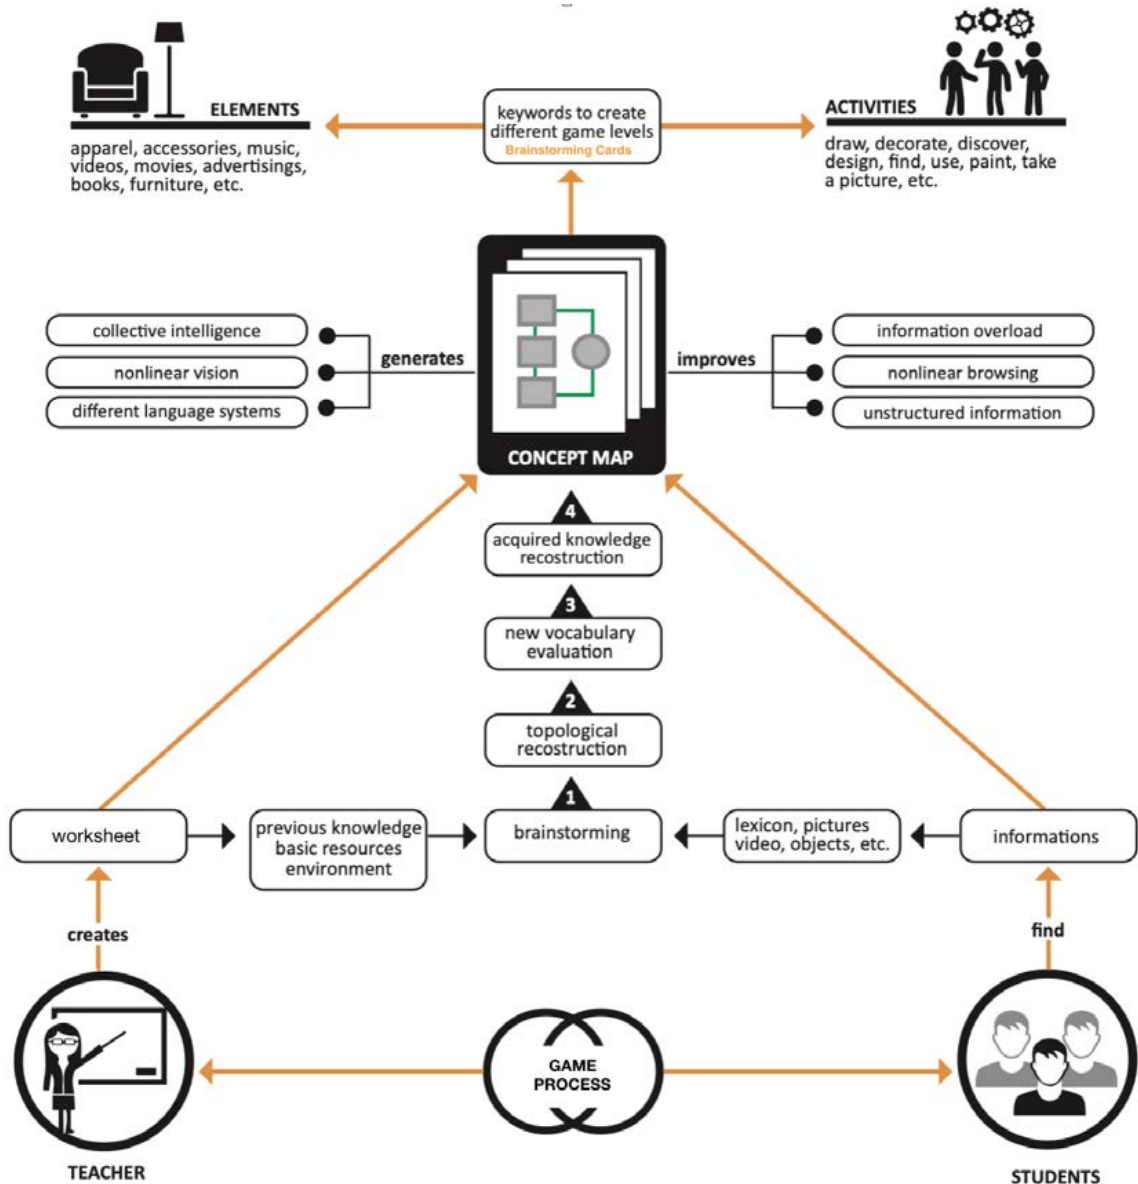 ELEMENTS
apparel, accessories, music,
videos, movies, advertisings,
books, furniture, etc.
keywords to create
different game levels
Brainstorming Cards
ACTIVITIES
draw, decorate, discover,
design, find, use, paint, take
a picture, etc.
collective intelligence
nonlinear vision
different language systems
generates
CONCEPT MAP
improves
information overload
nonlinear browsing
unstructured information
4
acquired knowledge
recostruction
3
new vocabulary
evaluation
2
topological
recostruction
1
worksheet
previous knowledge
basic resources
environment
brainstorming
lexicon, pictures
video, objects, etc.
informations
creates
find
GAME
PROCESS
TEACHER
STUDENTS